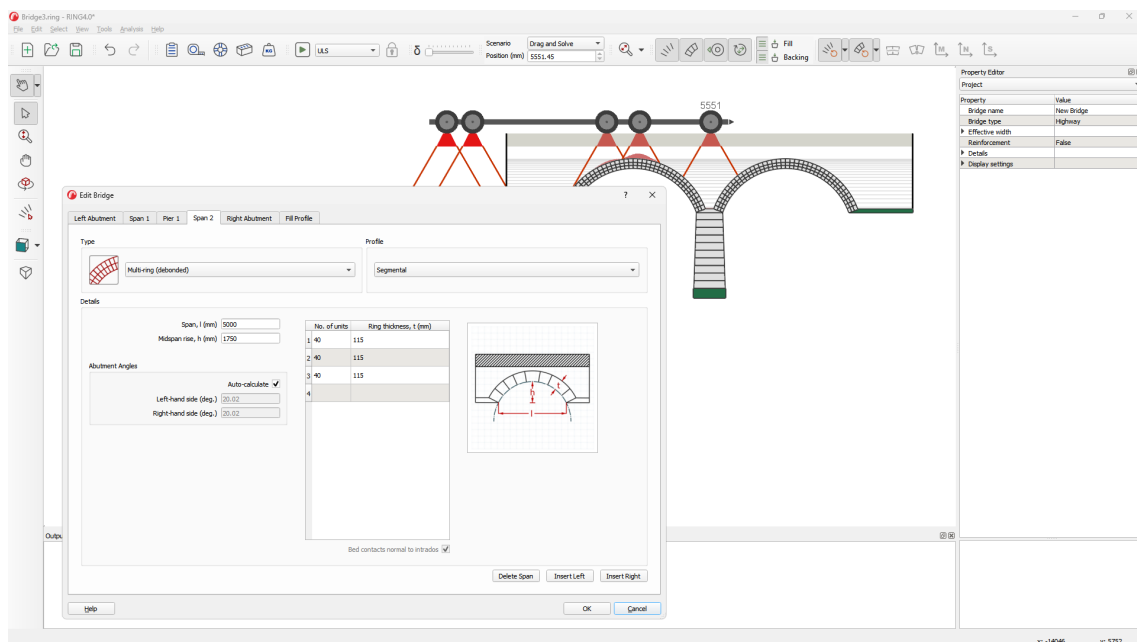 Bridge3.ring - RING4.0*
File Edit Select View Tools Analysis Help
KG
ULS
δ
Scenario
Drag and Solve
Position (mm)
5551.45
Fill
Backing
M
N
S
Property Editor
Project
Property Value
Bridge name New Bridge
Bridge type Highway
Effective width
Reinforcement False
Details
Display settings
5551
Edit Bridge
?
Left Abutment Span 1 Pier 1 Span 2 Right Abutment Fill Profile
Type
Multi-ring (debonded)
Profile
Segmental
Details
Span, l (mm) 5000
Midspan rise, h (mm) 1750
Abutment Angles
Auto-calculate
Left-hand side (deg.) 20.02
Right-hand side (deg.) 20.02
No. of units Ring thickness, t (mm)
1 40 115
2 40 115
3 40 115
4
t
h
l
Bed contacts normal to intrados
Delete Span Insert Left Insert Right
Help OK Cancel
Outpu
x: -14046 y: 5752